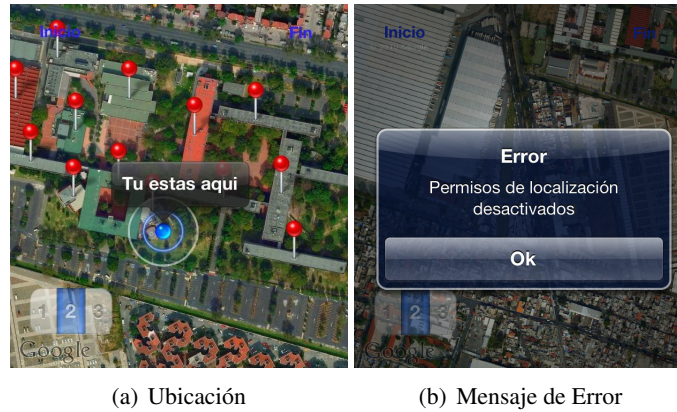 Inicio
Fin
Tu estas aqui
1 2 3
Google
Inicio
Fin
Error
Permisos de localización
desactivados
Ok
1 2 3
Google
(a) Ubicación
(b) Mensaje de Error